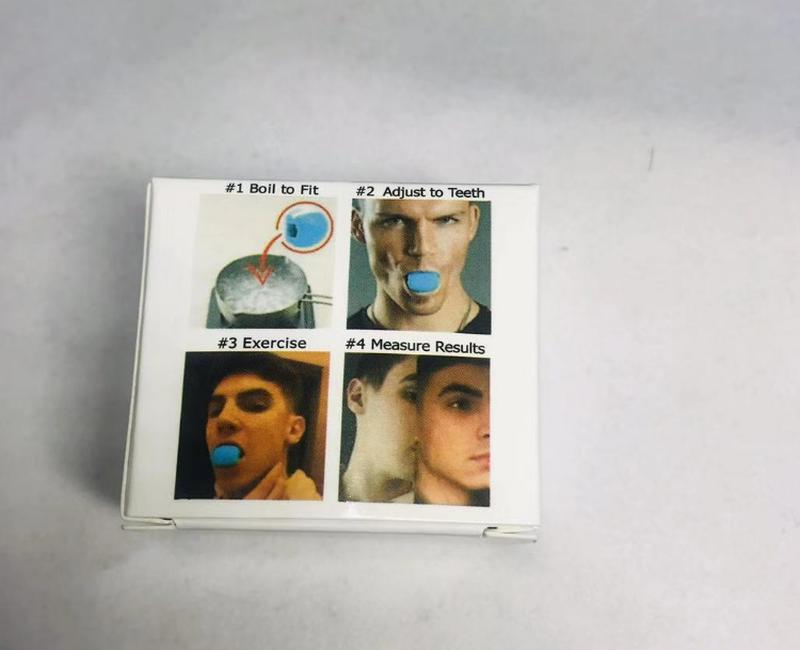 #1 Boil to Fit
#2 Adjust to Teeth
#3 Exercise
#4 Measure Results